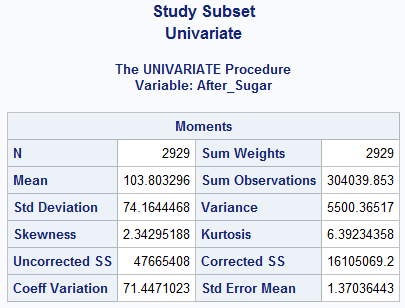 Study Subset
Univariate
The UNIVARIATE Procedure
Variable: After_Sugar
Moments
N 2929 Sum Weights 2929
Mean 103.803296 Sum Observations 304039.853
Std Deviation 74.1644468 Variance 5500.36517
Skewness 2.34295188 Kurtosis 6.39234358
Uncorrected SS 47665408 Corrected SS 16105069.2
Coeff Variation 71.4471023 Std Error Mean 1.37036443